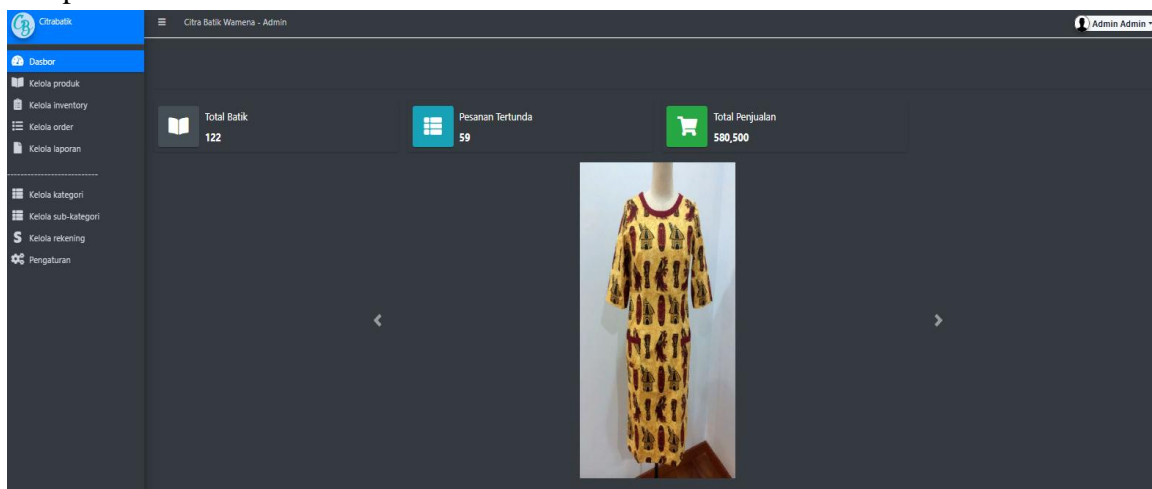 Citrabatik
Citra Batik Wamena - Admin
Admin Admin
Dasbor
Kelola produk
Kelola inventory
Kelola order
Kelola laporan
---------------------------
Kelola kategori
Kelola sub-kategori
Kelola rekening
Pengaturan
Total Batik
122
Pesanan Tertunda
59
Total Penjualan
580,500